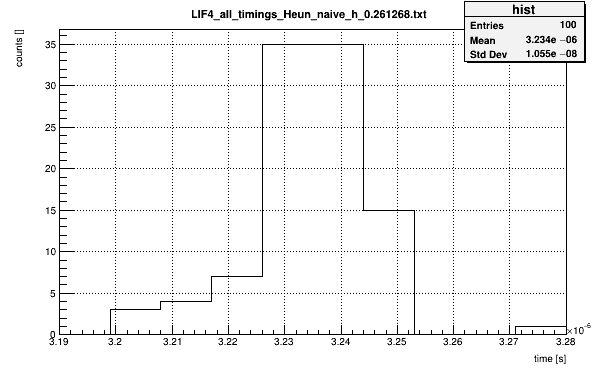 LIF4_all_timings_Heun_naive_h_0.261268.txt
hist
Entries 100
Mean 3.234e-06
Std Dev 1.055e-08
counts []
35
30
25
20
15
10
5
0
3.19 3.2 3.21 3.22 3.23 3.24 3.25 3.26 3.27 3.28
×10⁻⁶
time [s]